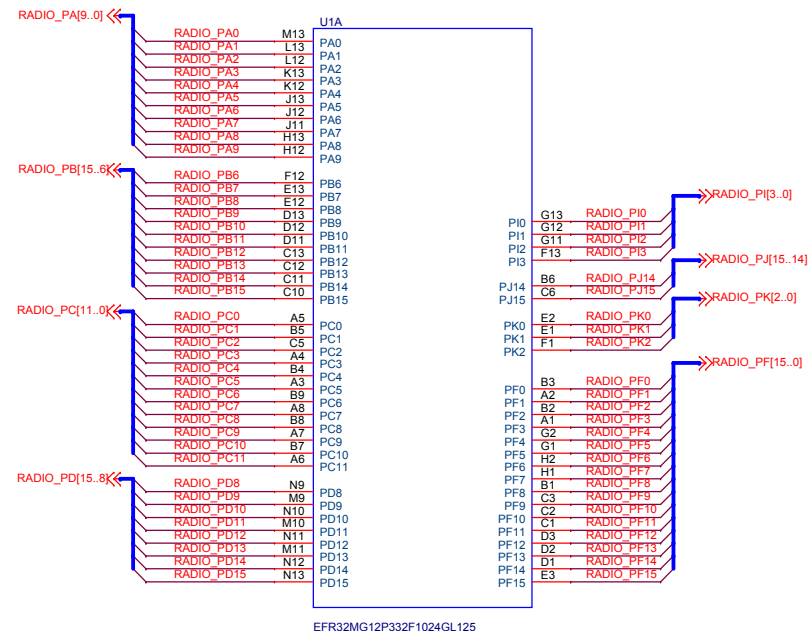 RADIO_PA[9..0]
U1A
RADIO_PA0 M13 PA0
RADIO_PA1 L13 PA1
RADIO_PA2 L12 PA2
RADIO_PA3 K13 PA3
RADIO_PA4 K12 PA4
RADIO_PA5 J13 PA5
RADIO_PA6 J12 PA6
RADIO_PA7 J11 PA7
RADIO_PA8 H13 PA8
RADIO_PA9 H12 PA9
RADIO_PB[15..6]
RADIO_PB6 F12 PB6
RADIO_PB7 E13 PB7
RADIO_PB8 E12 PB8
RADIO_PB9 D13 PB9
RADIO_PB10 D12 PB10
RADIO_PB11 D11 PB11
RADIO_PB12 C13 PB12
RADIO_PB13 C12 PB13
RADIO_PB14 C11 PB14
RADIO_PB15 C10 PB15
RADIO_PC[11..0]
RADIO_PC0 A5 PC0
RADIO_PC1 B5 PC1
RADIO_PC2 C5 PC2
RADIO_PC3 A4 PC3
RADIO_PC4 B4 PC4
RADIO_PC5 A3 PC5
RADIO_PC6 B9 PC6
RADIO_PC7 A8 PC7
RADIO_PC8 B8 PC8
RADIO_PC9 A7 PC9
RADIO_PC10 B7 PC10
RADIO_PC11 A6 PC11
RADIO_PD[15..8]
RADIO_PD8 N9 PD8
RADIO_PD9 M9 PD9
RADIO_PD10 N10 PD10
RADIO_PD11 M10 PD11
RADIO_PD12 N11 PD12
RADIO_PD13 M11 PD13
RADIO_PD14 N12 PD14
RADIO_PD15 N13 PD15
RADIO_PI[3..0]
PI0 G13 RADIO_PI0
PI1 G12 RADIO_PI1
PI2 G11 RADIO_PI2
PI3 F13 RADIO_PI3
RADIO_PJ[15..14]
PJ14 B6 RADIO_PJ14
PJ15 C6 RADIO_PJ15
RADIO_PK[2..0]
PK0 E2 RADIO_PK0
PK1 E1 RADIO_PK1
PK2 F1 RADIO_PK2
RADIO_PF[15..0]
PF0 B3 RADIO_PF0
PF1 A2 RADIO_PF1
PF2 B2 RADIO_PF2
PF3 A1 RADIO_PF3
PF4 G2 RADIO_PF4
PF5 G1 RADIO_PF5
PF6 H2 RADIO_PF6
PF7 H1 RADIO_PF7
PF8 B1 RADIO_PF8
PF9 C3 RADIO_PF9
PF10 C2 RADIO_PF10
PF11 C1 RADIO_PF11
PF12 D3 RADIO_PF12
PF13 D2 RADIO_PF13
PF14 D1 RADIO_PF14
PF15 E3 RADIO_PF15
EFR32MG12P332F1024GL125